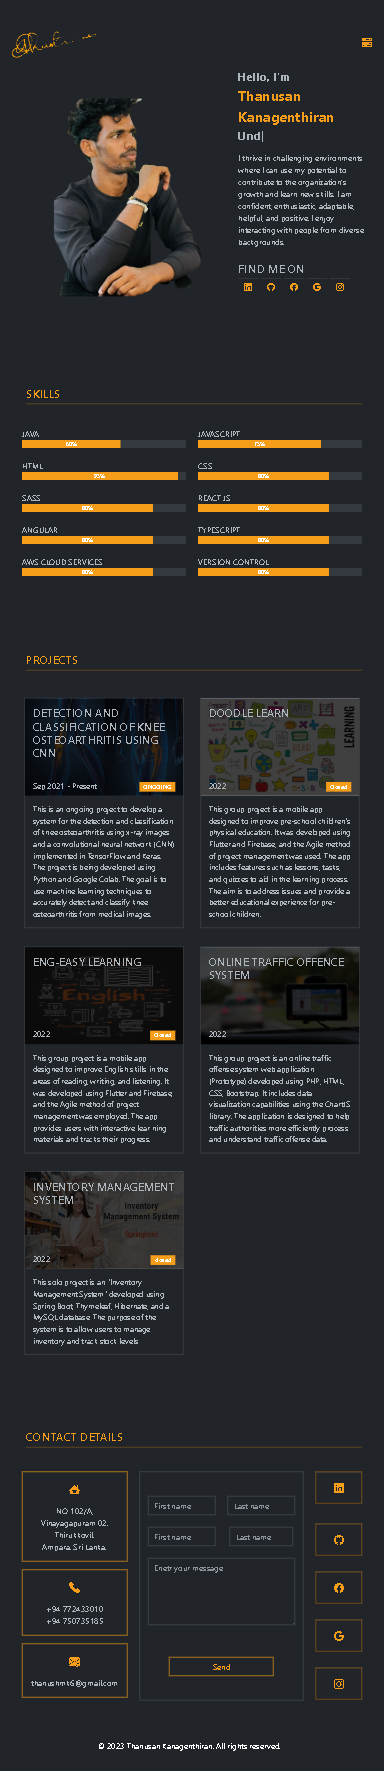 Hello, I'm
Thanusan
Kanagenthiran
Und|
I thrive in challenging environments
where I can use my potential to
contribute to the organization's
growth and learn new skills. I am
confident, enthusiastic, adaptable,
helpful, and positive. I enjoy
interacting with people from diverse
backgrounds.
FIND ME ON
SKILLS
JAVA
60%
JAVASCRIPT
75%
HTML
95%
CSS
80%
SASS
80%
REACT JS
80%
ANGULAR
80%
TYPESCRIPT
80%
AWS CLOUD SERVICES
80%
VERSION CONTROL
80%
PROJECTS
DETECTION AND
CLASSIFICATION OF KNEE
OSTEOARTHRITIS USING
CNN
Sep 2021 - Present
ONGOING
This is an ongoing project to develop a
system for the detection and classification
of knee osteoarthritis using x-ray images
and a convolutional neural network (CNN)
implemented in TensorFlow and Keras.
The project is being developed using
Python and Google Colab. The goal is to
use machine learning techniques to
accurately detect and classify knee
osteoarthritis from medical images.
DOODLE LEARN
LEARNING
READ
2022
Closed
This group project is a mobile app
designed to improve pre-school children's
physical education. It was developed using
Flutter and Firebase, and the Agile method
of project management was used. The app
includes features such as lessons, tasks,
and quizzes to aid in the learning process.
The aim is to address issues and provide a
better educational experience for pre-
school children.
ENG-EASY LEARNING
English
2022
Closed
This group project is a mobile app
designed to improve English skills in the
areas of reading, writing, and listening. It
was developed using Flutter and Firebase,
and the Agile method of project
management was employed. The app
provides users with interactive learning
materials and tracks their progress.
ONLINE TRAFFIC OFFENCE
SYSTEM
2022
This group project is an online traffic
offense system web application
(Prototype) developed using PHP, HTML,
CSS, Bootstrap. It includes data
visualization capabilities using the ChartJS
library. The application is designed to help
traffic authorities more efficiently process
and understand traffic offense data.
INVENTORY MANAGEMENT
SYSTEM
Inventory
Management System
Springboot
2022
closed
This solo project is an "Inventory
Management System " developed using
Spring Boot, Thymeleaf, Hibernate, and a
MySQL database. The purpose of the
system is to allow users to manage
inventory and track stock levels
CONTACT DETAILS
NO 102/A,
Vinayagapuram 02,
Thirukkovil,
Ampara, Sri Lanka.
+94 772433010
+94 750735185
thanushmk6@gmail.com
First name
Last name
First name
Last name
Enetr your message
Send
© 2023 Thanusan Kanagenthiran. All rights reserved.